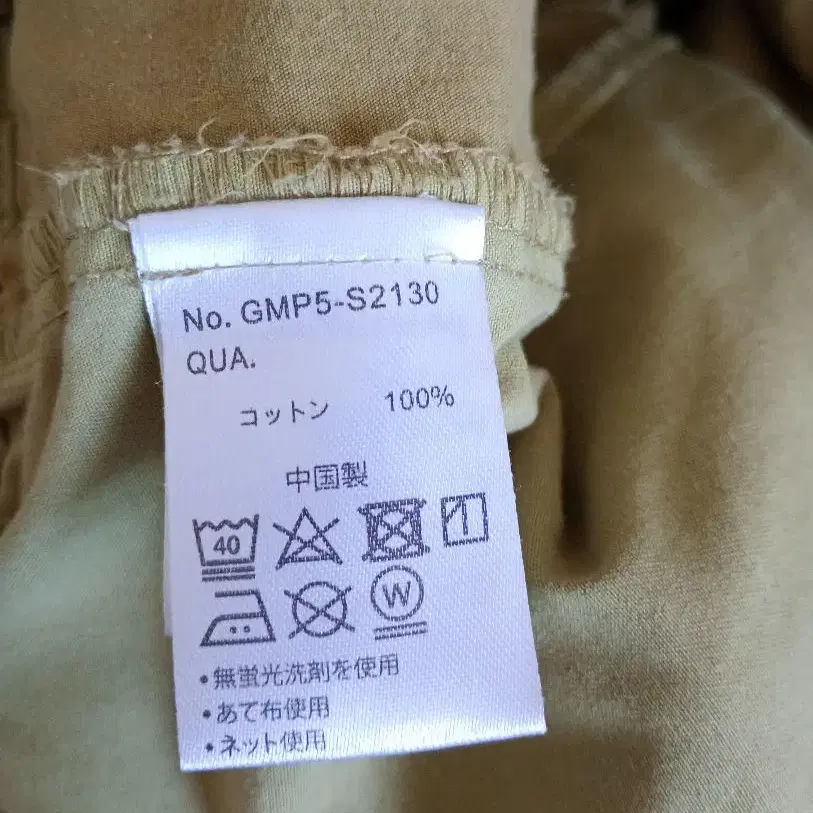 No. GMP5-S2130
QUA.
コットン 100%
中国製
40
W
・無蛍光洗剤を使用
・あて布使用
・ネット使用